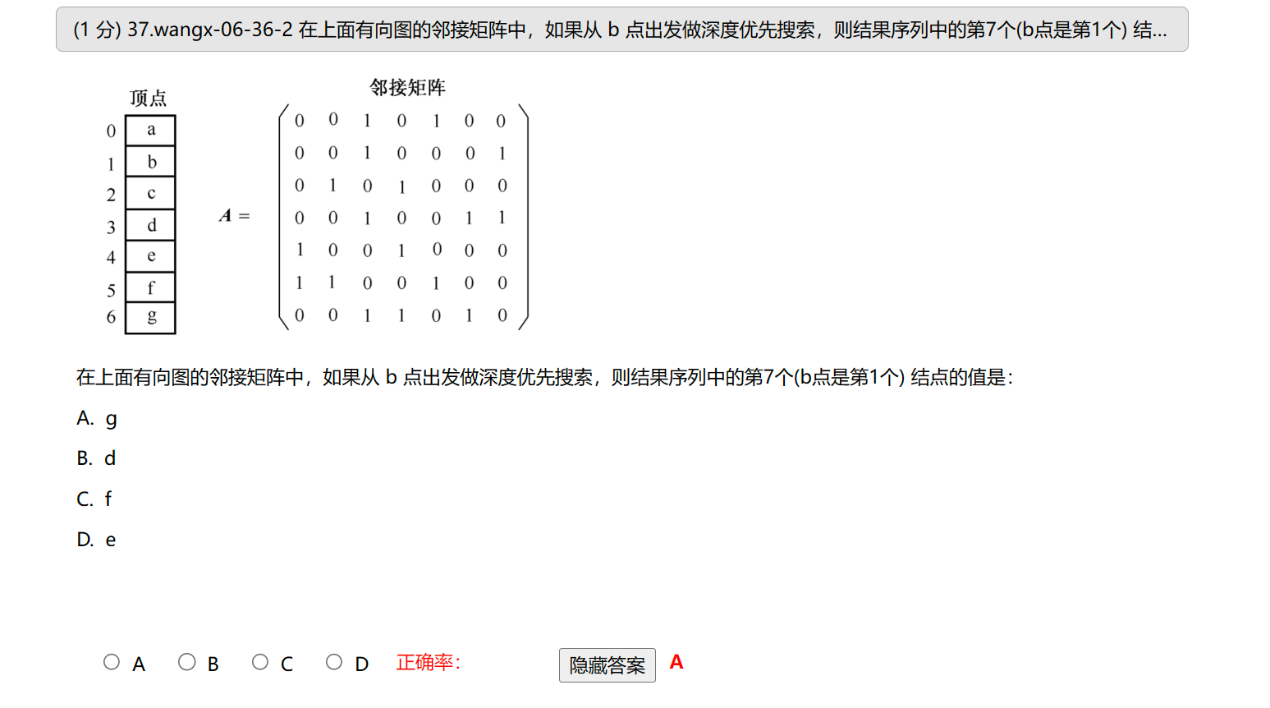 (1 分) 37.wangx-06-36-2 在上面有向图的邻接矩阵中，如果从 b 点出发做深度优先搜索，则结果序列中的第7个(b点是第1个) 结...
邻接矩阵
顶点
0 a
1 b
2 c
3 d
4 e
5 f
6 g
A =
0 0 1 0 1 0 0
0 0 1 0 0 0 1
0 1 0 1 0 0 0
0 0 1 0 0 1 1
1 0 0 1 0 0 0
1 1 0 0 1 0 0
0 0 1 1 0 1 0
在上面有向图的邻接矩阵中，如果从 b 点出发做深度优先搜索，则结果序列中的第7个(b点是第1个) 结点的值是：
A. g
B. d
C. f
D. e
A B C D 正确率： 隐藏答案 A